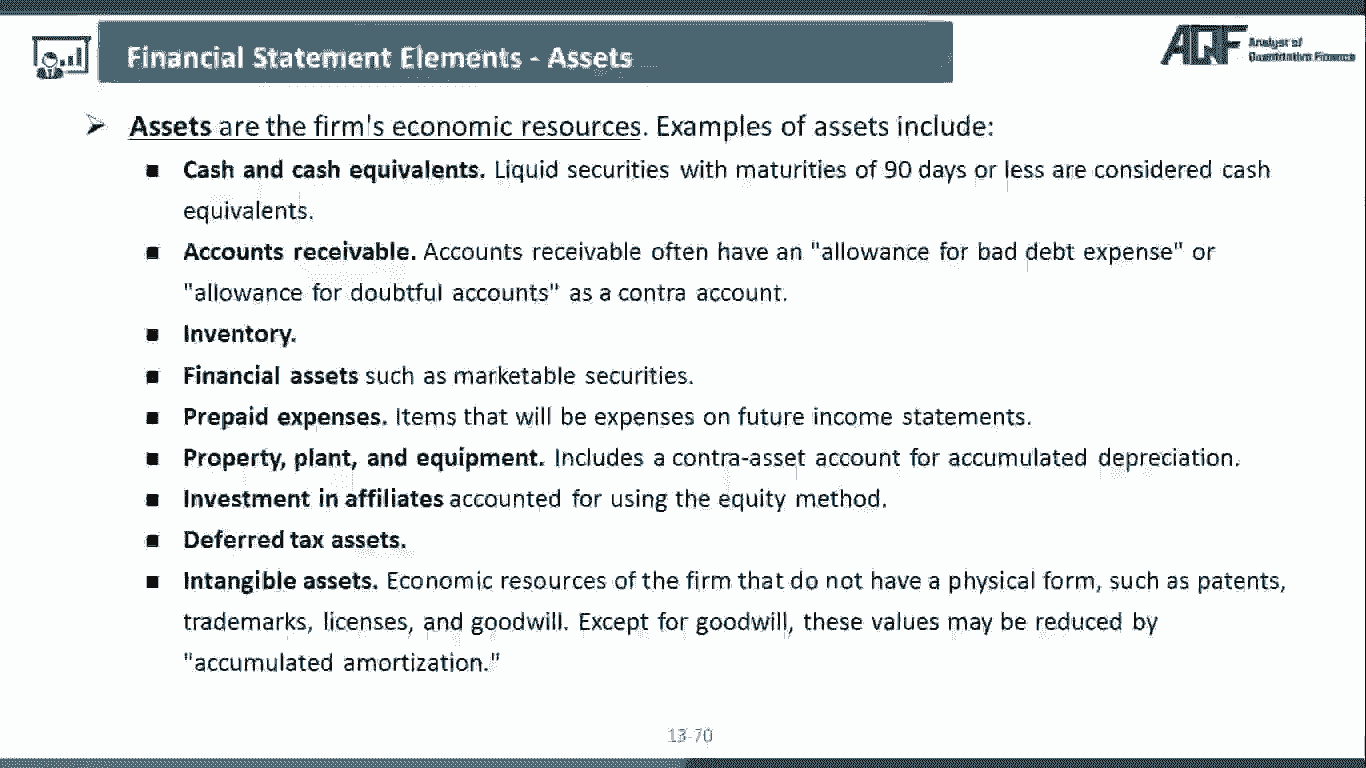 Financial Statement Elements - Assets
AQF Analyst of
Quantitative Finance
➢ Assets are the firm's economic resources. Examples of assets include:
▪ Cash and cash equivalents. Liquid securities with maturities of 90 days or less are considered cash
equivalents.
▪ Accounts receivable. Accounts receivable often have an "allowance for bad debt expense" or
"allowance for doubtful accounts" as a contra account.
▪ Inventory.
▪ Financial assets such as marketable securities.
▪ Prepaid expenses. Items that will be expenses on future income statements.
▪ Property, plant, and equipment. Includes a contra-asset account for accumulated depreciation.
▪ Investment in affiliates accounted for using the equity method.
▪ Deferred tax assets.
▪ Intangible assets. Economic resources of the firm that do not have a physical form, such as patents,
trademarks, licenses, and goodwill. Except for goodwill, these values may be reduced by
"accumulated amortization."
13-70